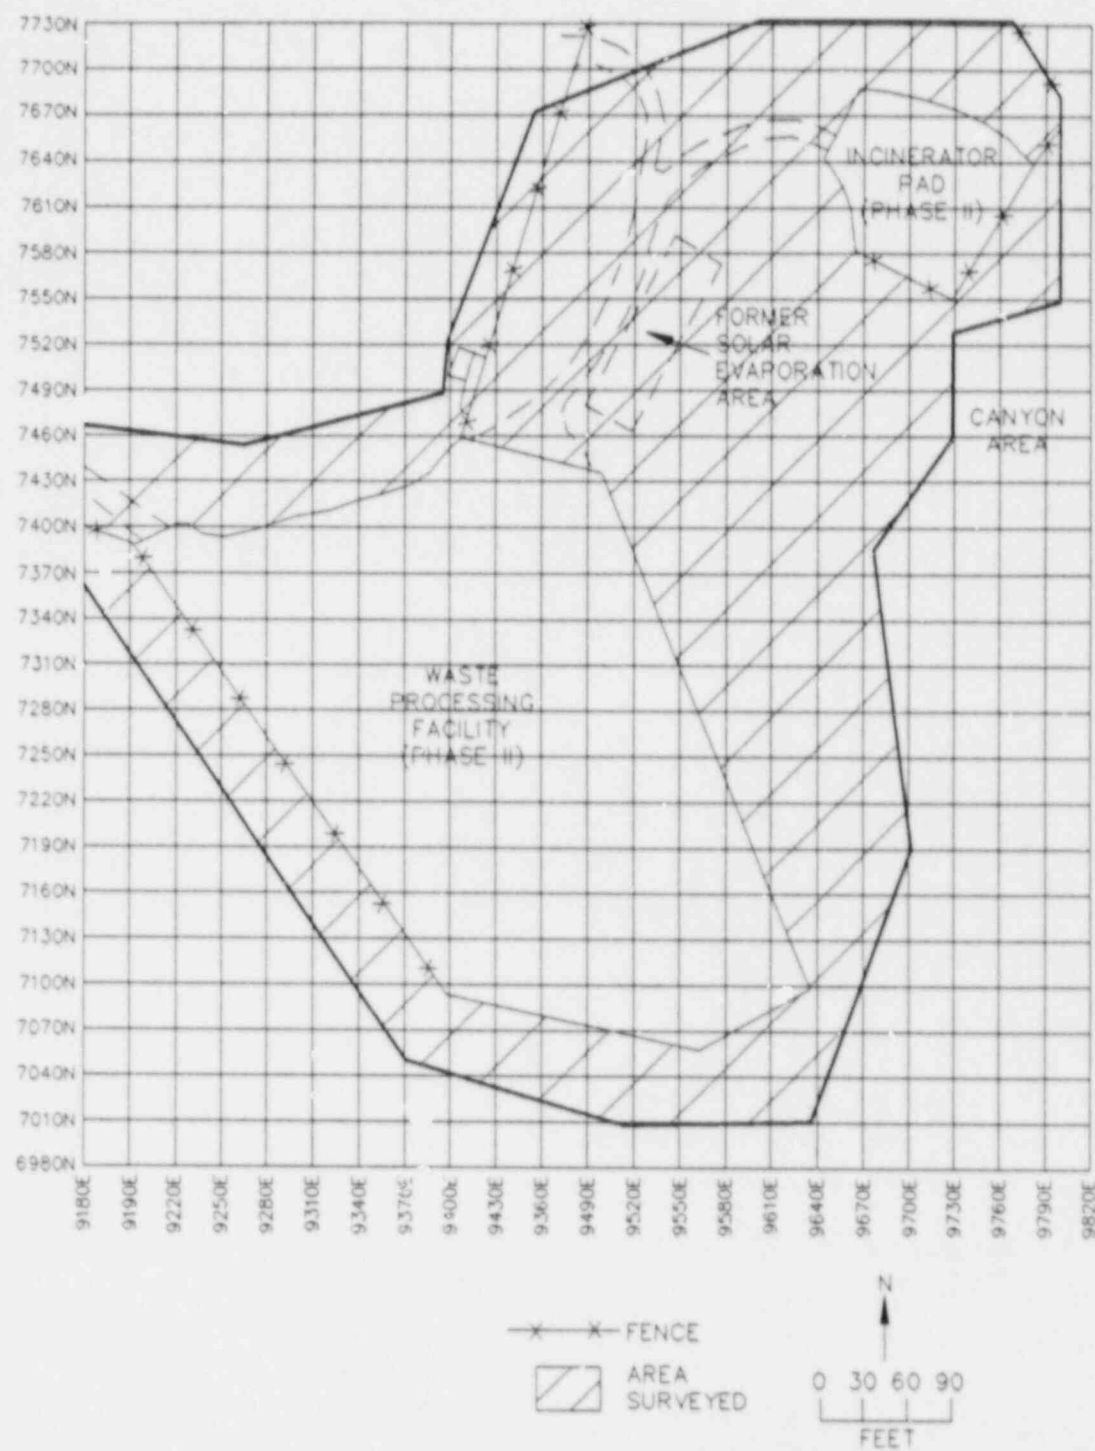 7730N
7700N
7670N
7640N
7610N
7580N
7550N
7520N
7490N
7460N
7430N
7400N
7370N
7340N
7310N
7280N
7250N
7220N
7190N
7160N
7130N
7100N
7070N
7040N
7010N
6980N
INCINERATOR
PAD
(PHASE II)
FORMER
SOLAR
EVAPORATION
AREA
CANYON
AREA
WASTE
PROCESSING
FACILITY
(PHASE II)
9180E
9190E
9220E
9250E
9280E
9310E
9340E
9370E
9400E
9430E
9360E
9490E
9520E
9550E
9580E
9610E
9640E
9670E
9700E
9730E
9760E
9790E
9820E
FENCE
AREA
SURVEYED
N
0 30 60 90
FEET